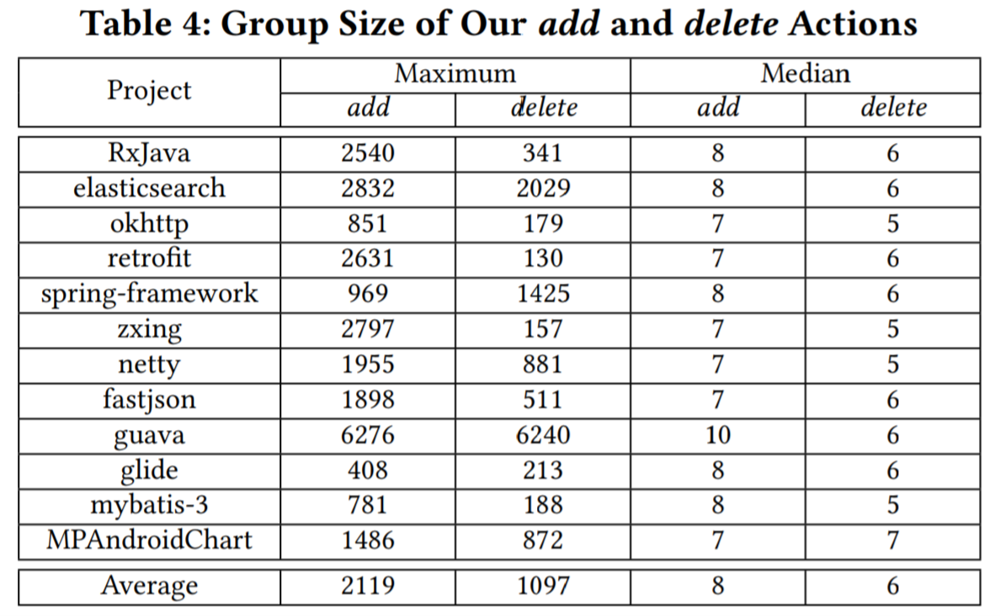 Table 4: Group Size of Our add and delete Actions
Project Maximum Median
add delete add delete
RxJava 2540 341 8 6
elasticsearch 2832 2029 8 6
okhttp 851 179 7 5
retrofit 2631 130 7 6
spring-framework 969 1425 8 6
zxing 2797 157 7 5
netty 1955 881 7 5
fastjson 1898 511 7 6
guava 6276 6240 10 6
glide 408 213 8 6
mybatis-3 781 188 8 5
MPAndroidChart 1486 872 7 7
Average 2119 1097 8 6